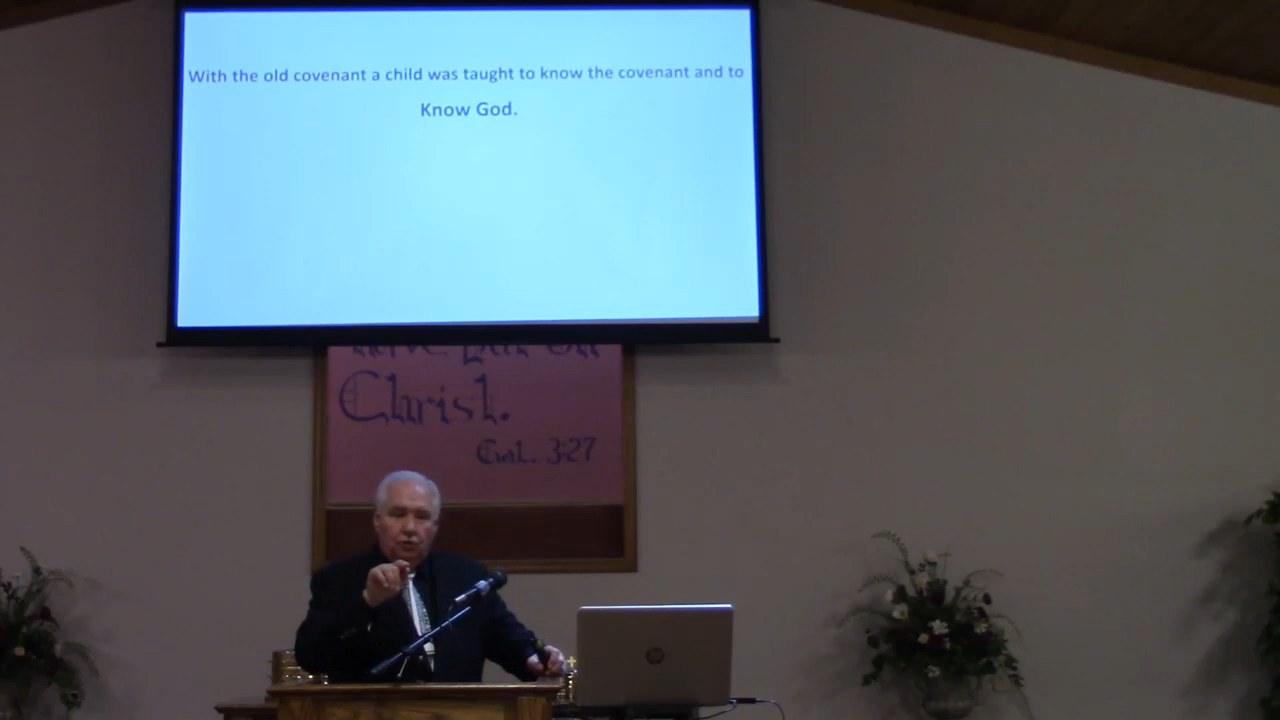 With the old covenant a child was taught to know the covenant and to
Know God.
Christ.
Gal. 3:27
hp